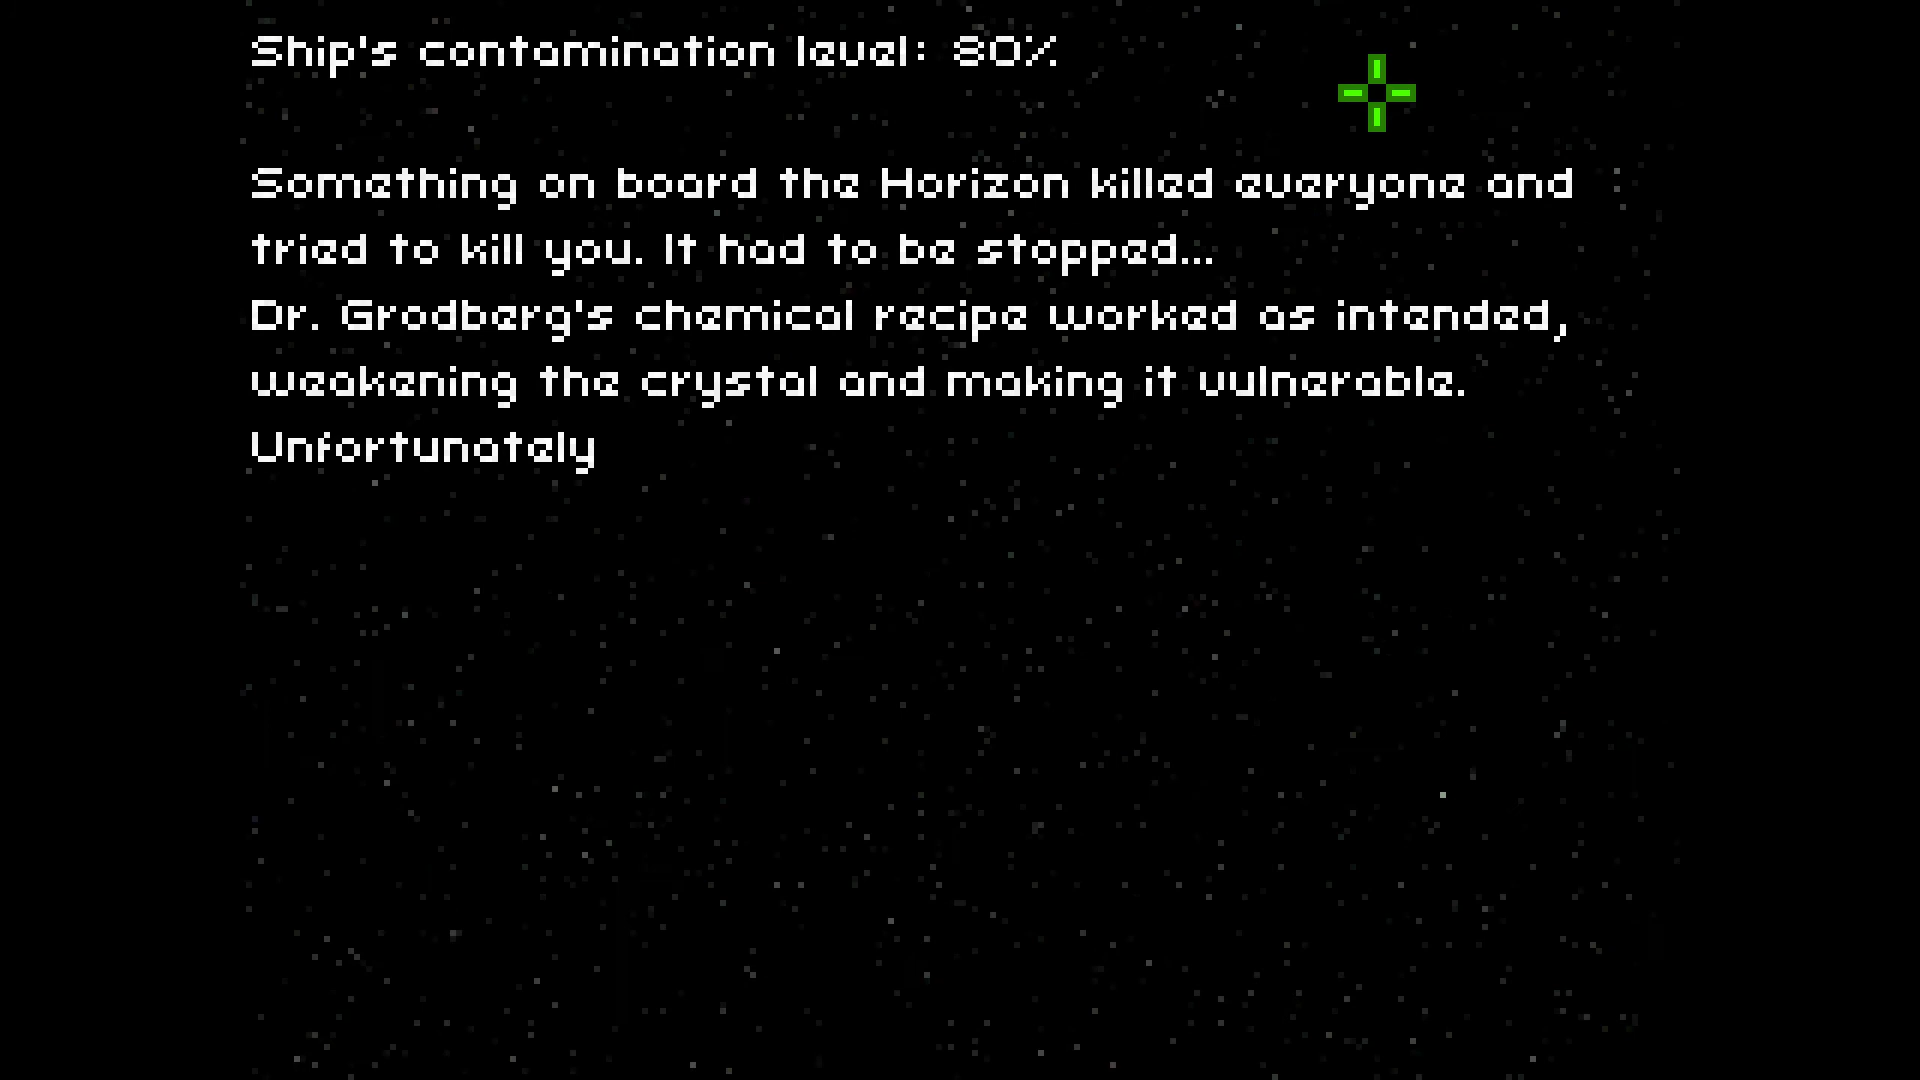 Ship's contamination level: 80%
Something on board the Horizon killed everyone and
tried to kill you. It had to be stopped...
Dr. Grodberg's chemical recipe worked as intended,
weakening the crystal and making it vulnerable.
Unfortunately